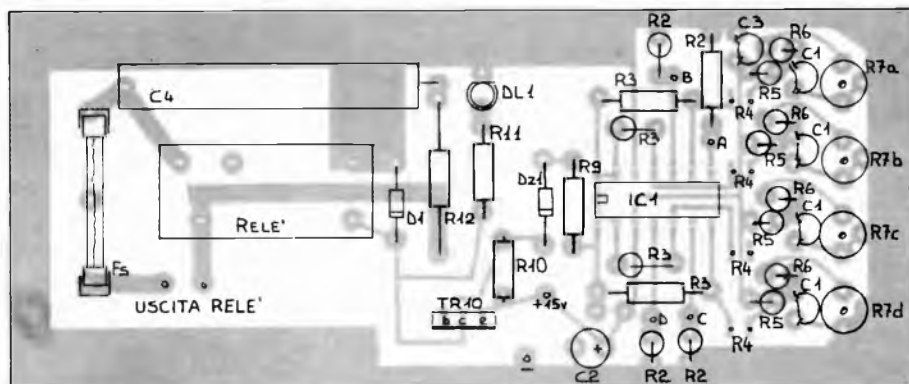 R2
C3
R2
R6
C1
R7a
B
R5
C4
DL1
R3
R4
R11
R3
R6
C1
A
R5
R7b
R4
Dz1
R9
D1
R12
IC1
R6
C1
RELE'
R5
R7c
R3
R4
R10
R6
Fs
C1
USCITA RELE'
+15v
R3
R5
R7d
TR10
b c e
D
C
R4
C2
R2
R2